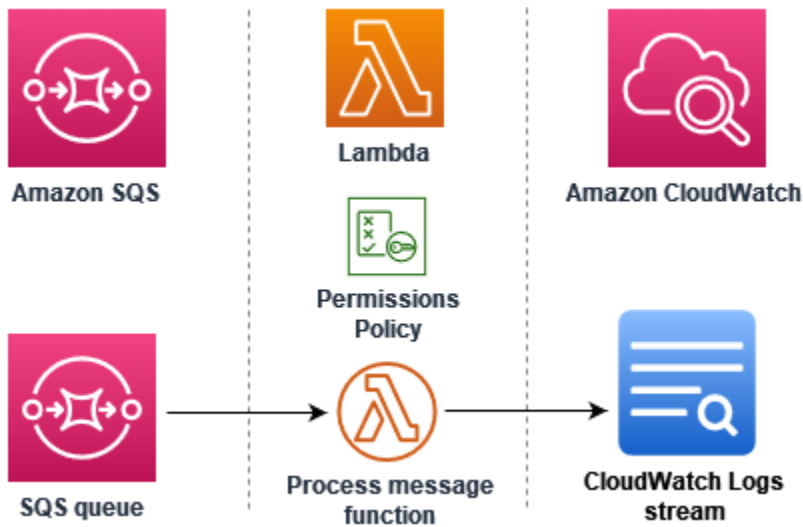 Amazon SQS
Lambda
Amazon CloudWatch
Permissions
Policy
SQS queue
Process message
function
CloudWatch Logs
stream